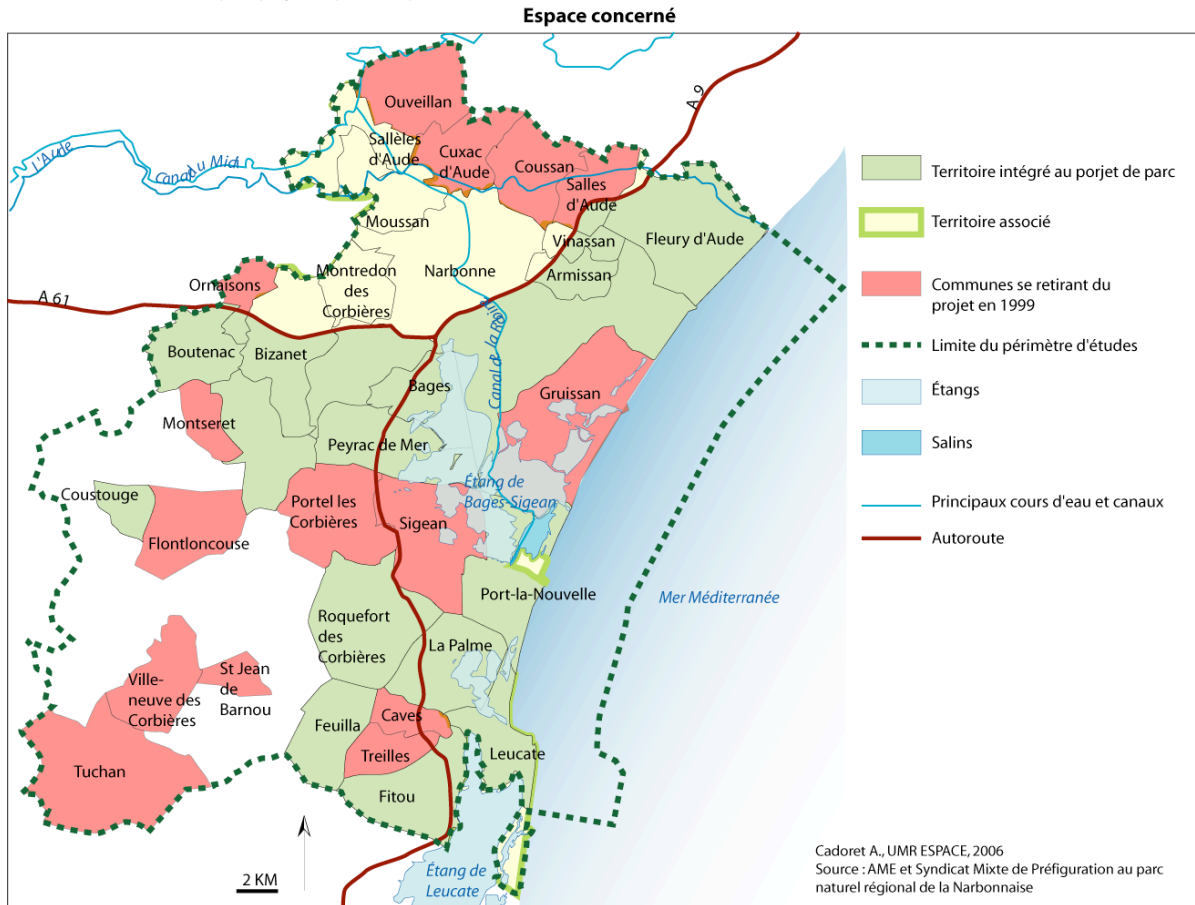 Espace concerné
A 9
Ouveillan
L'Aude
Canal du Midi
Sallèles
d'Aude
Cuxac
d'Aude
Coussan
Salles
d'Aude
Moussan
Vinassan
Fleury d'Aude
Armissan
Narbonne
Montredon
des
Corbières
Ornaisons
A 61
Canal de la Robine
Boutenac
Bizanet
Bages
Gruissan
Montseret
Peyrac de Mer
Coustouge
Portel les
Corbières
Étang de
Bages-Sigean
Sigean
Flontloncouse
Port-la-Nouvelle
Mer Méditerranée
Roquefort
des
Corbières
La Palme
Ville-
neuve des
Corbières
St Jean
de
Barnou
Feuilla
Caves
Treilles
Leucate
Tuchan
Fitou
2 KM
Étang de
Leucate
Territoire intégré au porjet de parc
Territoire associé
Communes se retirant du
projet en 1999
Limite du périmètre d'études
Étangs
Salins
Principaux cours d'eau et canaux
Autoroute
Cadoret A., UMR ESPACE, 2006
Source : AME et Syndicat Mixte de Préfiguration au parc
naturel régional de la Narbonnaise